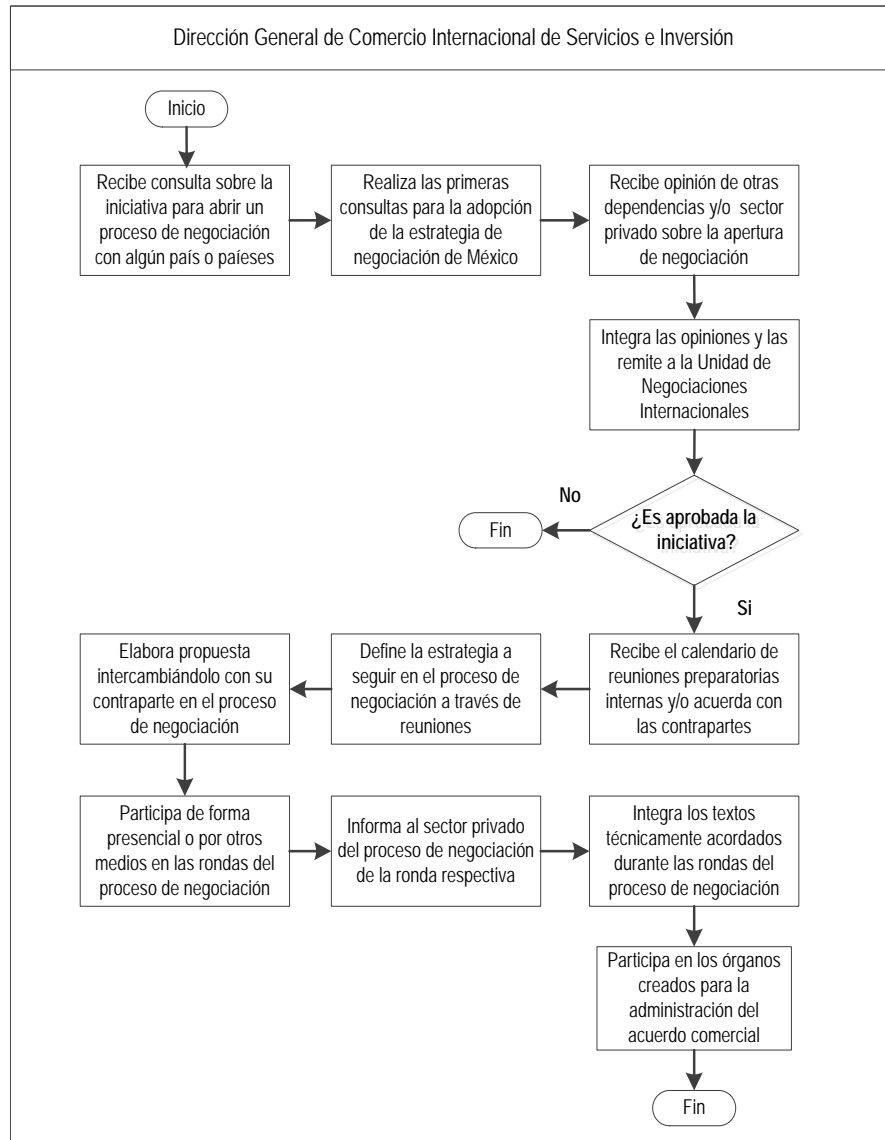 Dirección General de Comercio Internacional de Servicios e Inversión
Inicio
Recibe consulta sobre la
iniciativa para abrir un
proceso de negociación
con algún país o paíeses
Realiza las primeras
consultas para la adopción
de la estrategia de
negociación de México
Recibe opinión de otras
dependencias y/o sector
privado sobre la apertura
de negociación
Integra las opiniones y las
remite a la Unidad de
Negociaciones
Internacionales
¿Es aprobada la
iniciativa?
No
Fin
Si
Recibe el calendario de
reuniones preparatorias
internas y/o acuerda con
las contrapartes
Define la estrategia a
seguir en el proceso de
negociación a través de
reuniones
Elabora propuesta
intercambiándolo con su
contraparte en el proceso
de negociación
Participa de forma
presencial o por otros
medios en las rondas del
proceso de negociación
Informa al sector privado
del proceso de negociación
de la ronda respectiva
Integra los textos
técnicamente acordados
durante las rondas del
proceso de negociación
Participa en los órganos
creados para la
administración del
acuerdo comercial
Fin